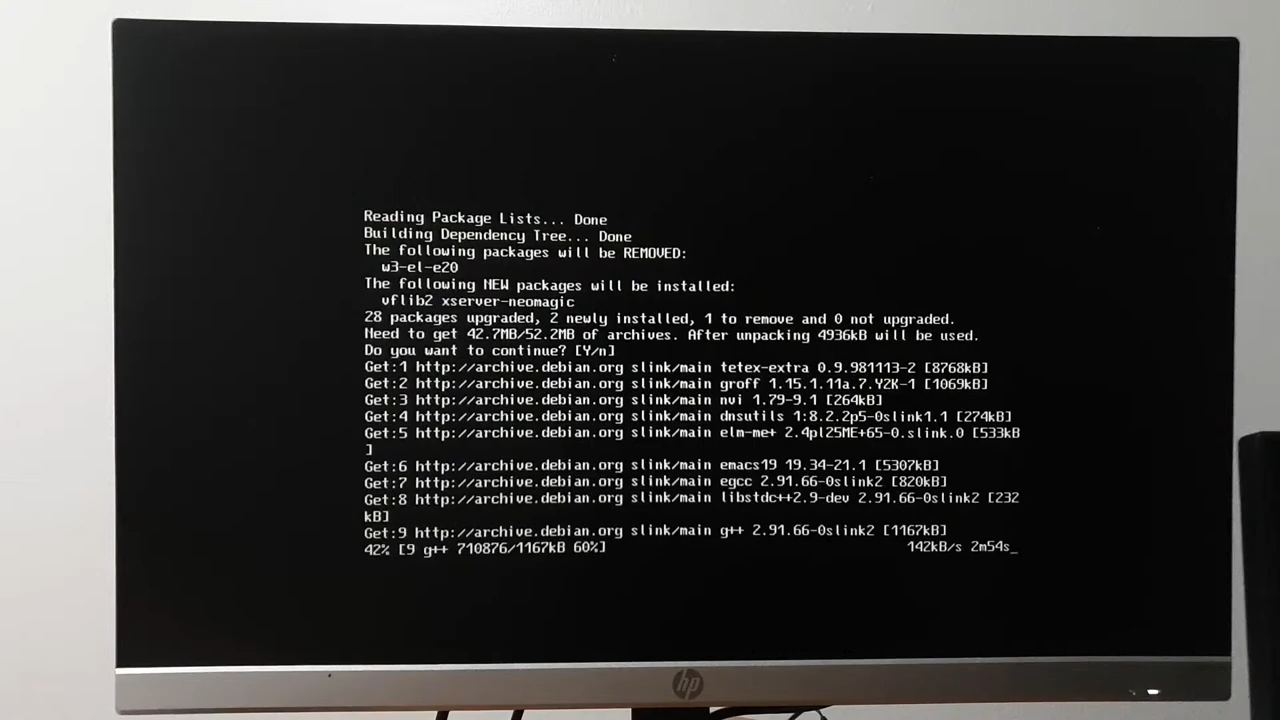 Reading Package Lists... Done
Building Dependency Tree... Done
The following packages will be REMOVED:
w3-el-e20
The following NEW packages will be installed:
vflib2 xserver-neomagic
28 packages upgraded, 2 newly installed, 1 to remove and 0 not upgraded.
Need to get 42.7MB/52.2MB of archives. After unpacking 4936kB will be used.
Do you want to continue? [Y/n]
Get:1 http://archive.debian.org slink/main tetex-extra 0.9.981113-2 [8768kB]
Get:2 http://archive.debian.org slink/main groff 1.15.1.11a.7.Y2K-1 [1069kB]
Get:3 http://archive.debian.org slink/main nvi 1.79-9.1 [264kB]
Get:4 http://archive.debian.org slink/main dnsutils 1:8.2.2p5-0slink1.1 [274kB]
Get:5 http://archive.debian.org slink/main elm-me+ 2.4pl25ME+65-0.slink.0 [533kB
]
Get:6 http://archive.debian.org slink/main emacs19 19.34-21.1 [5307kB]
Get:7 http://archive.debian.org slink/main egcc 2.91.66-0slink2 [820kB]
Get:8 http://archive.debian.org slink/main libstdc++2.9-dev 2.91.66-0slink2 [232
kB]
Get:9 http://archive.debian.org slink/main g++ 2.91.66-0slink2 [1167kB]
42% [9 g++ 710876/1167kB 60%] 142kB/s 2m54s_
hp